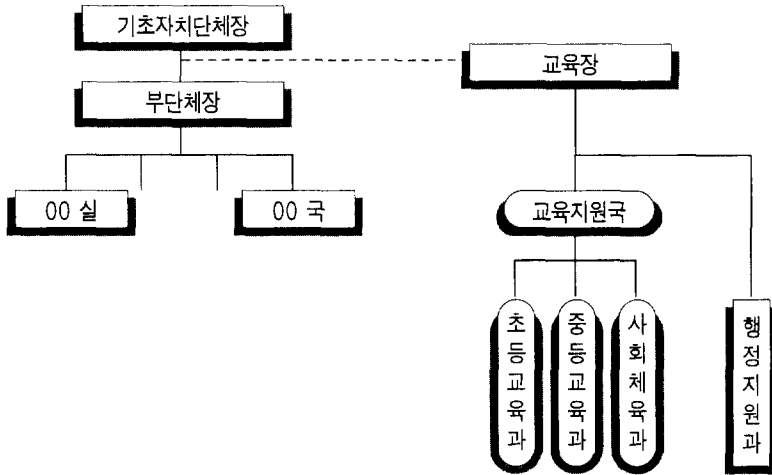 기초자치단체장
교육장
부단체장
00 실
00 국
교육지원국
초등교육과
중등교육과
사회체육과
행정지원과